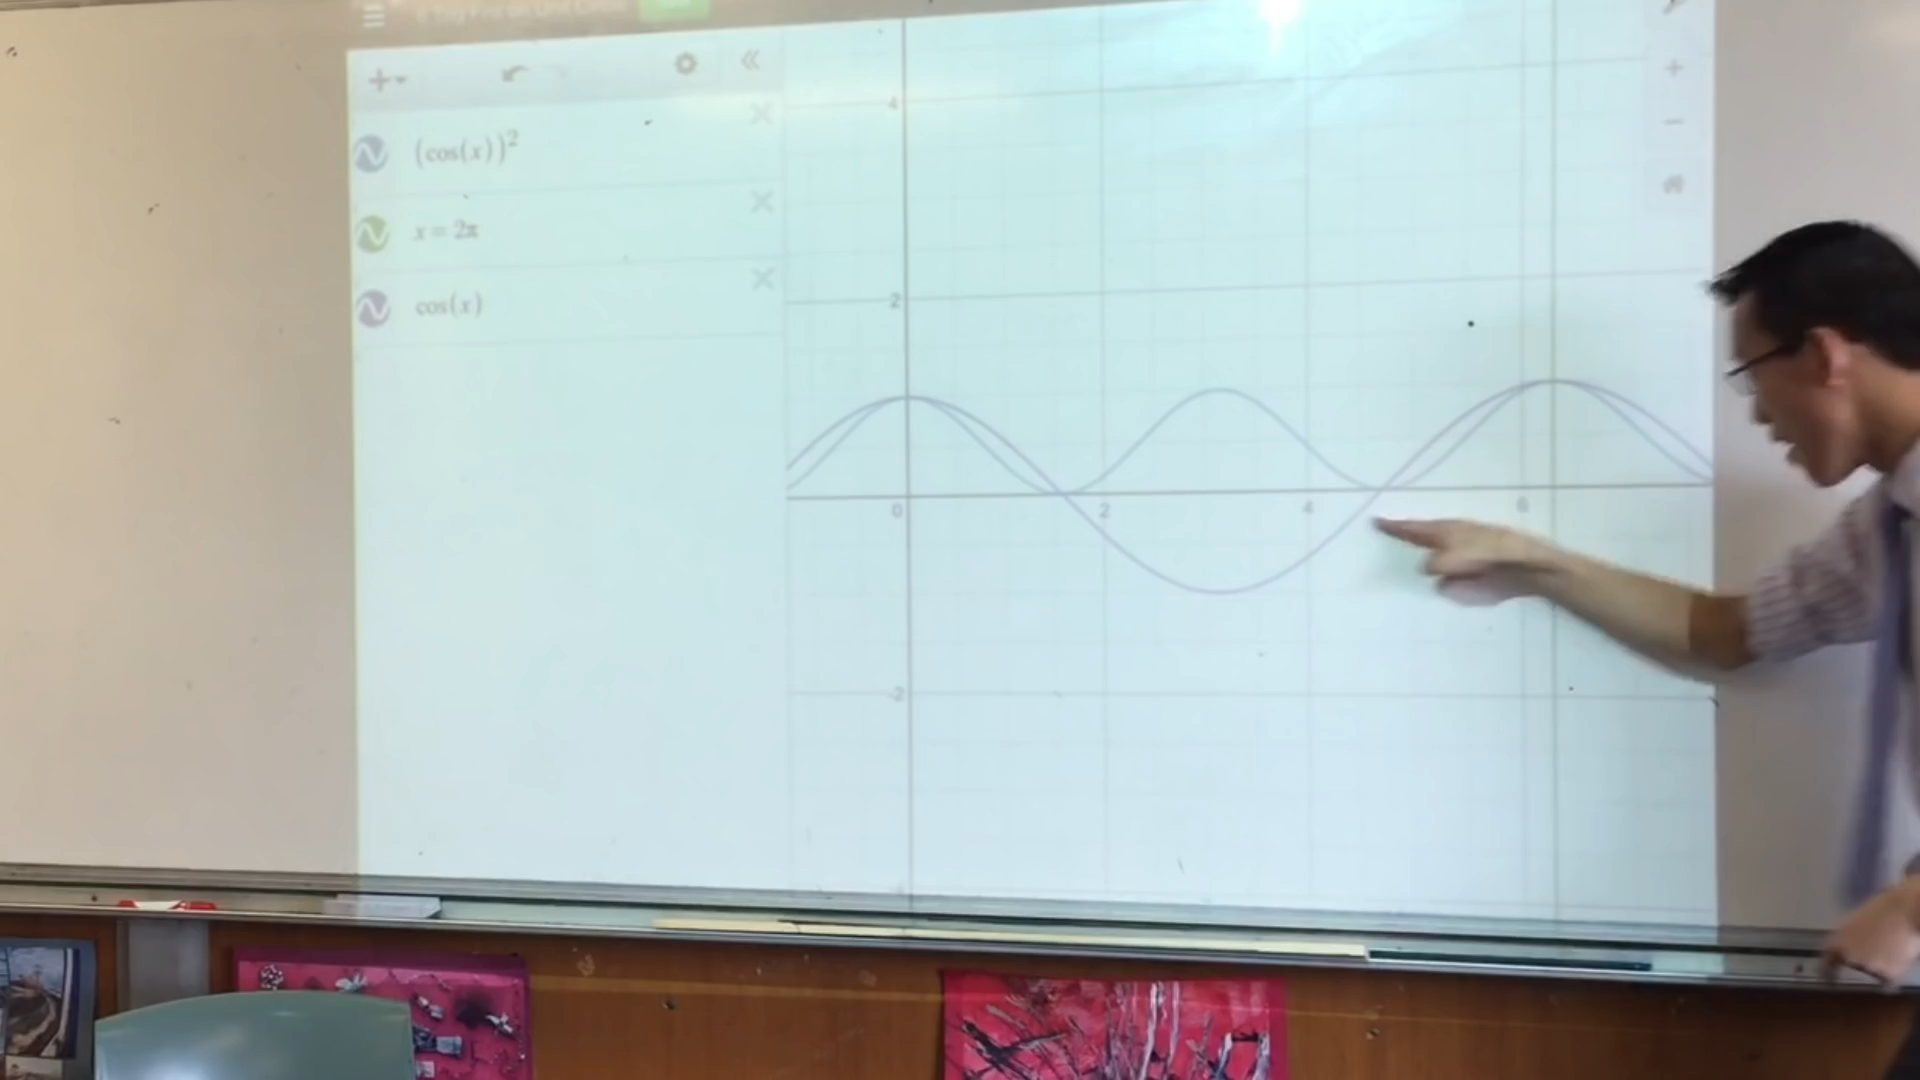 (cos(x))²
x = 2π
cos(x)
4
2
0
2
4
6
-2